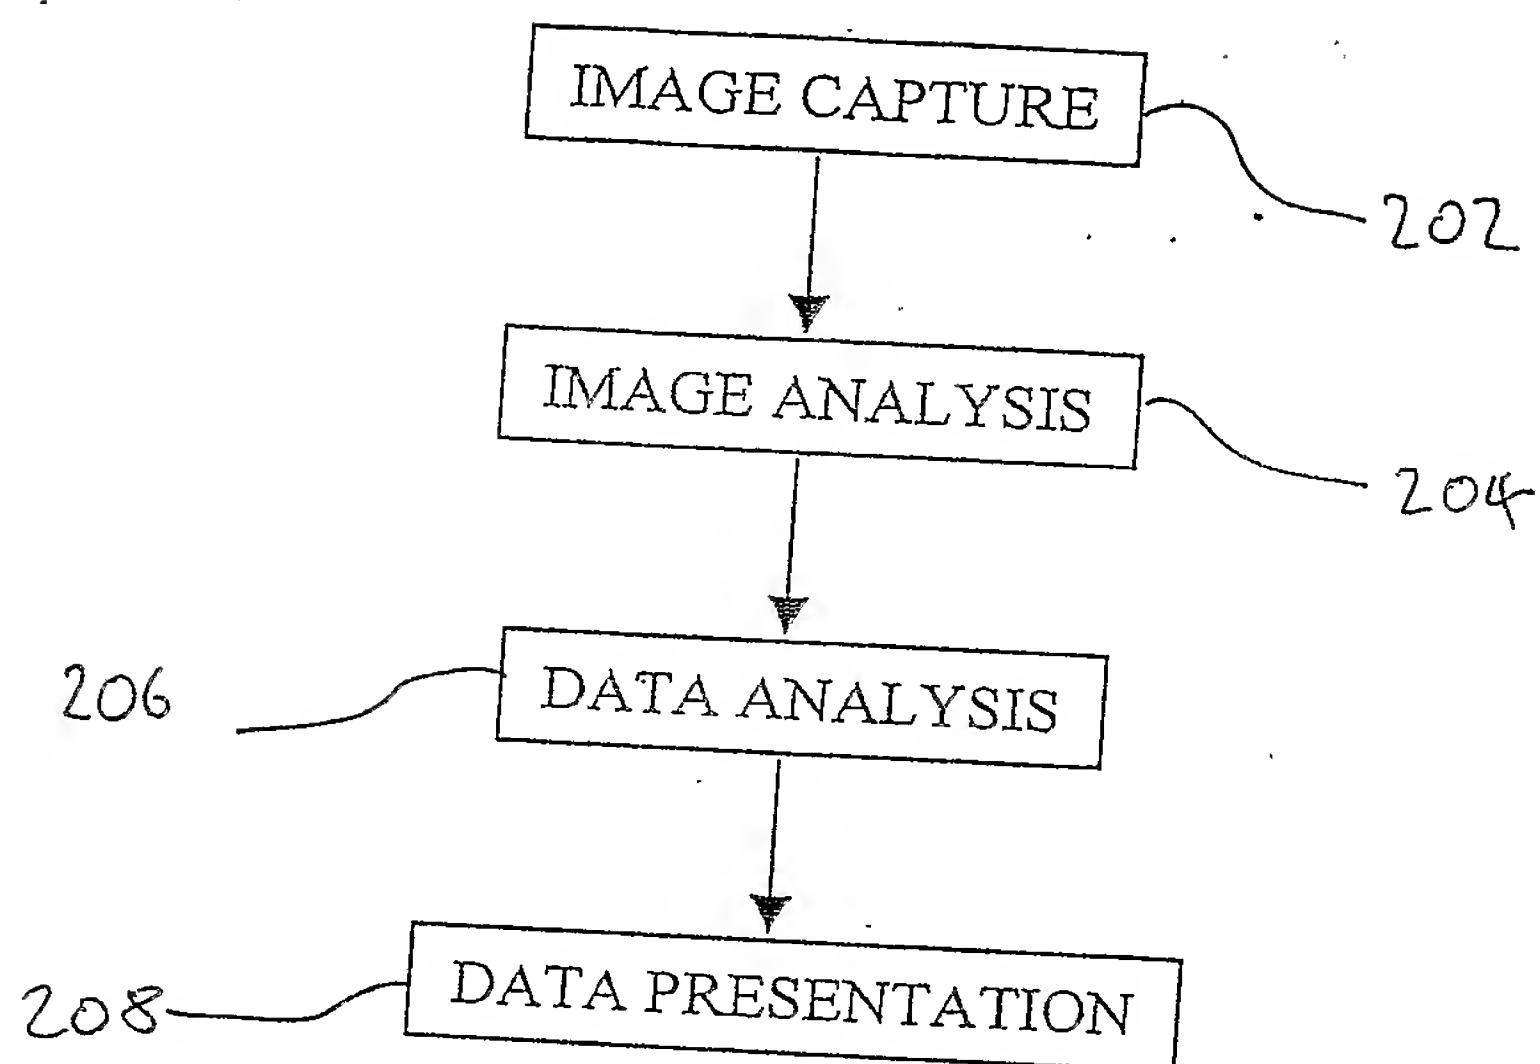 IMAGE CAPTURE
202
IMAGE ANALYSIS
204
206
DATA ANALYSIS
208
DATA PRESENTATION